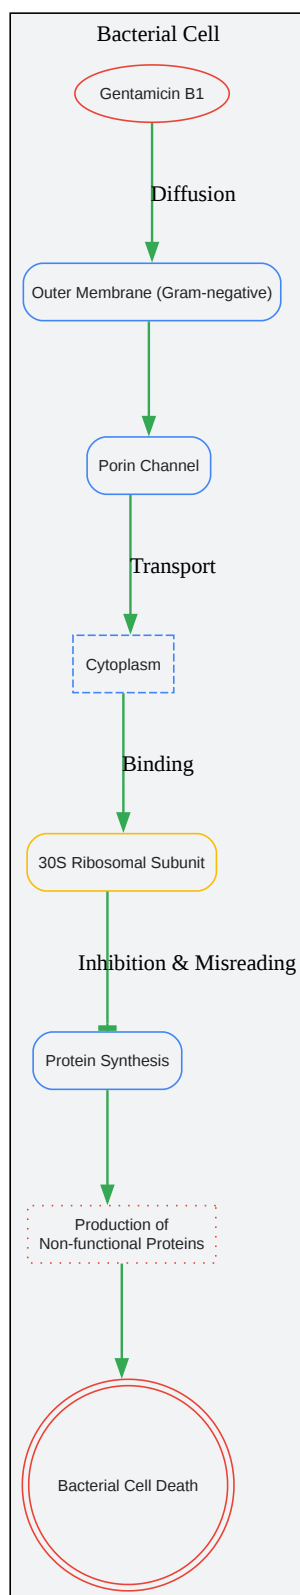 Bacterial Cell
Gentamicin B1
Diffusion
Outer Membrane (Gram-negative)
Porin Channel
Transport
Cytoplasm
Binding
30S Ribosomal Subunit
Inhibition & Misreading
Protein Synthesis
Production of
Non-functional Proteins
Bacterial Cell Death